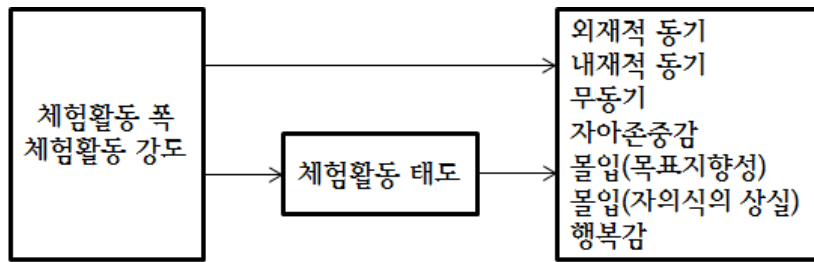 체험활동 폭
체험활동 강도
체험활동 태도
외재적 동기
내재적 동기
무동기
자아존중감
몰입(목표지향성)
몰입(자의식의 상실)
행복감